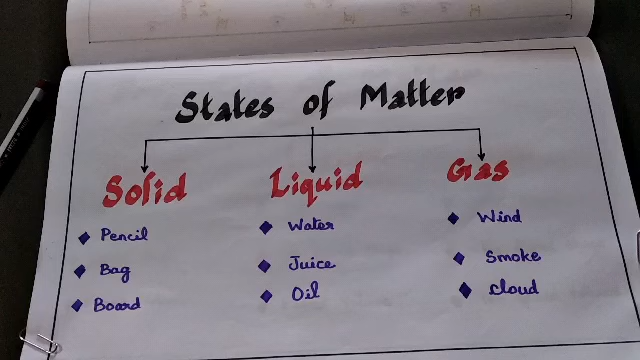 States of Matter
Solid
Liquid
Gas
Pencil
Bag
Board
Water
Juice
Oil
Wind
Smoke
cloud